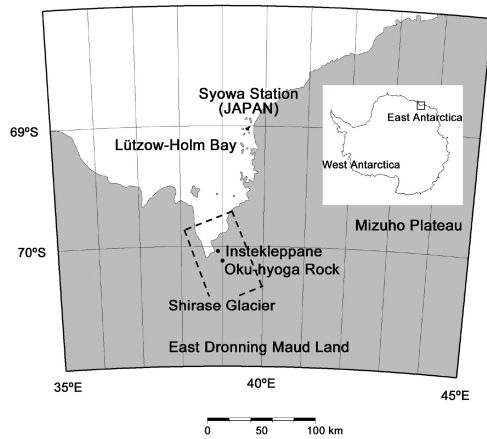 Syowa Station
(JAPAN)
East Antarctica
69ºS
Lützow-Holm Bay
West Antarctica
Mizuho Plateau
70ºS
Instekleppane
Oku-hyoga Rock
Shirase Glacier
East Dronning Maud Land
35ºE
40ºE
45ºE
0 50 100 km